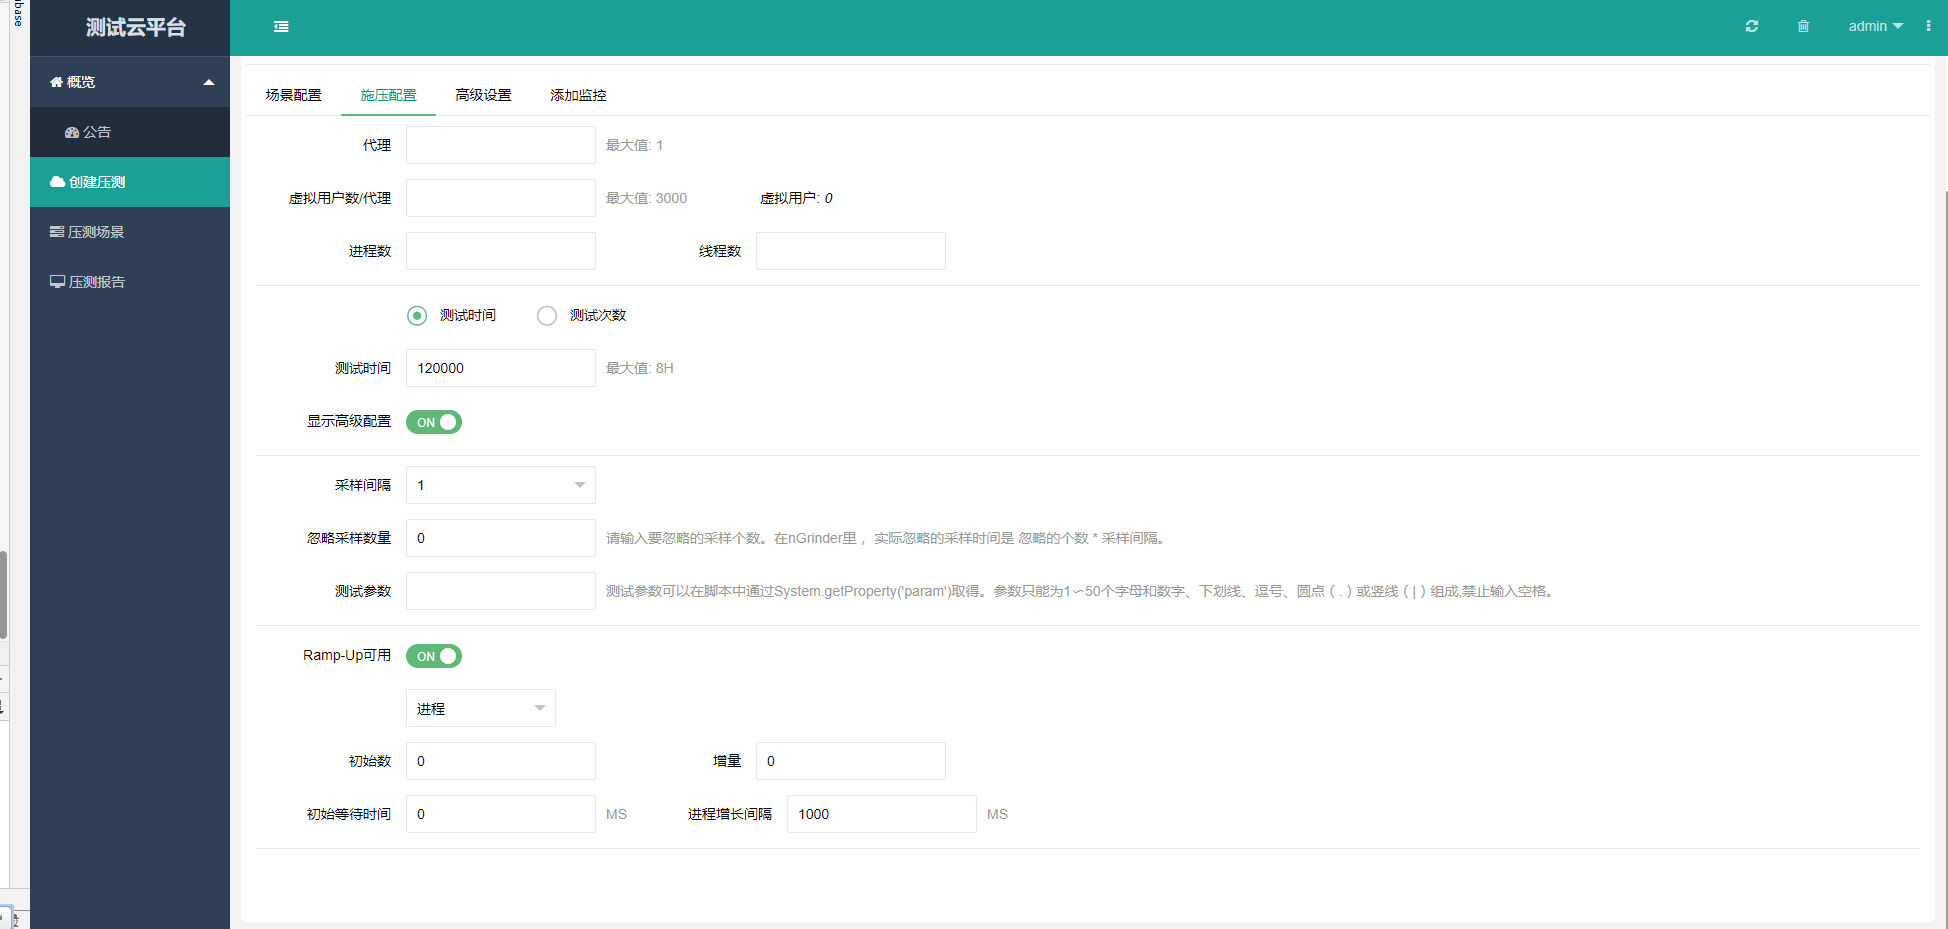 base
测试云平台
admin
概览
公告
创建压测
压测场景
压测报告
场景配置 施压配置 高级设置 添加监控
代理 最大值: 1
虚拟用户数/代理 最大值: 3000 虚拟用户: 0
进程数 线程数
测试时间 测试次数
测试时间 120000 最大值: 8H
显示高级配置 ON
采样间隔 1
忽略采样数量 0 请输入要忽略的采样个数。在nGrinder里， 实际忽略的采样时间是 忽略的个数 * 采样间隔。
测试参数 测试参数可以在脚本中通过System.getProperty('param')取得。参数只能为1∽50个字母和数字、下划线、逗号、圆点 ( . ) 或竖线 ( | ) 组成,禁止输入空格。
Ramp-Up可用 ON
进程
初始数 0 增量 0
初始等待时间 0 MS 进程增长间隔 1000 MS